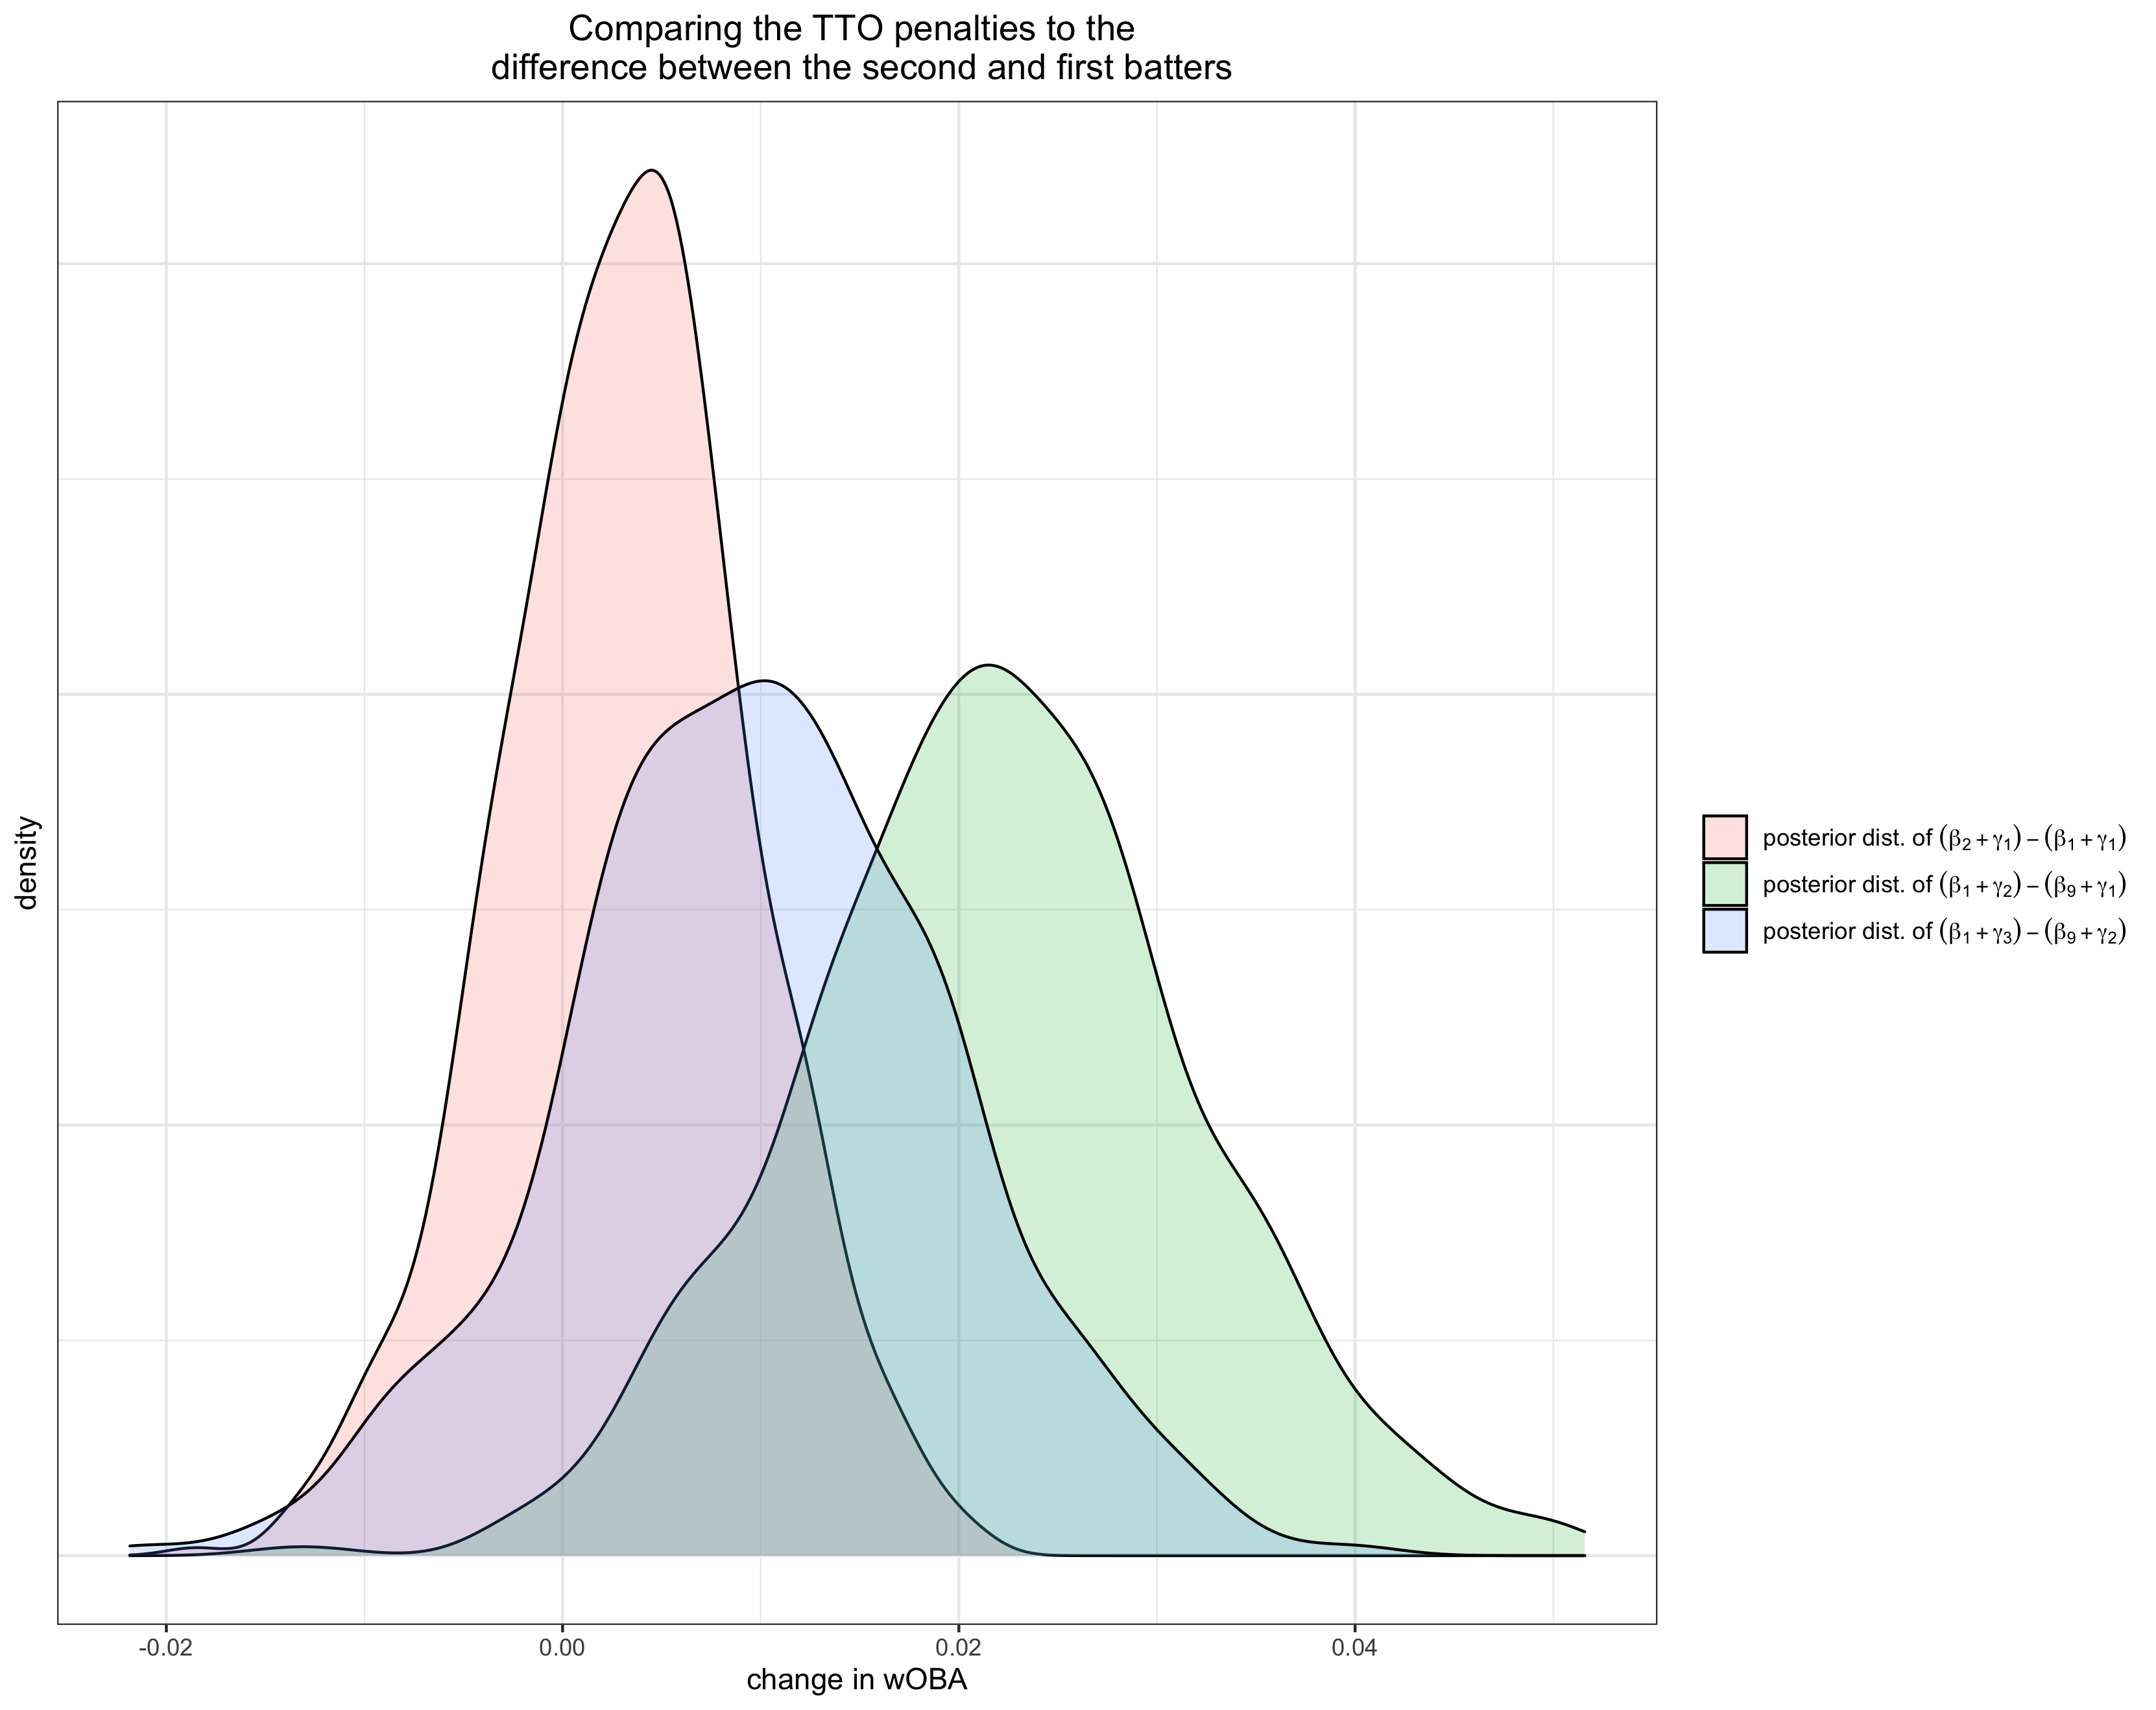 Comparing the TTO penalties to the
difference between the second and first batters
density
posterior dist. of (β₂ + γ₁) − (β₁ + γ₁)
posterior dist. of (β₁ + γ₂) − (β₉ + γ₁)
posterior dist. of (β₁ + γ₃) − (β₉ + γ₂)
-0.02 0.00 0.02 0.04
change in wOBA